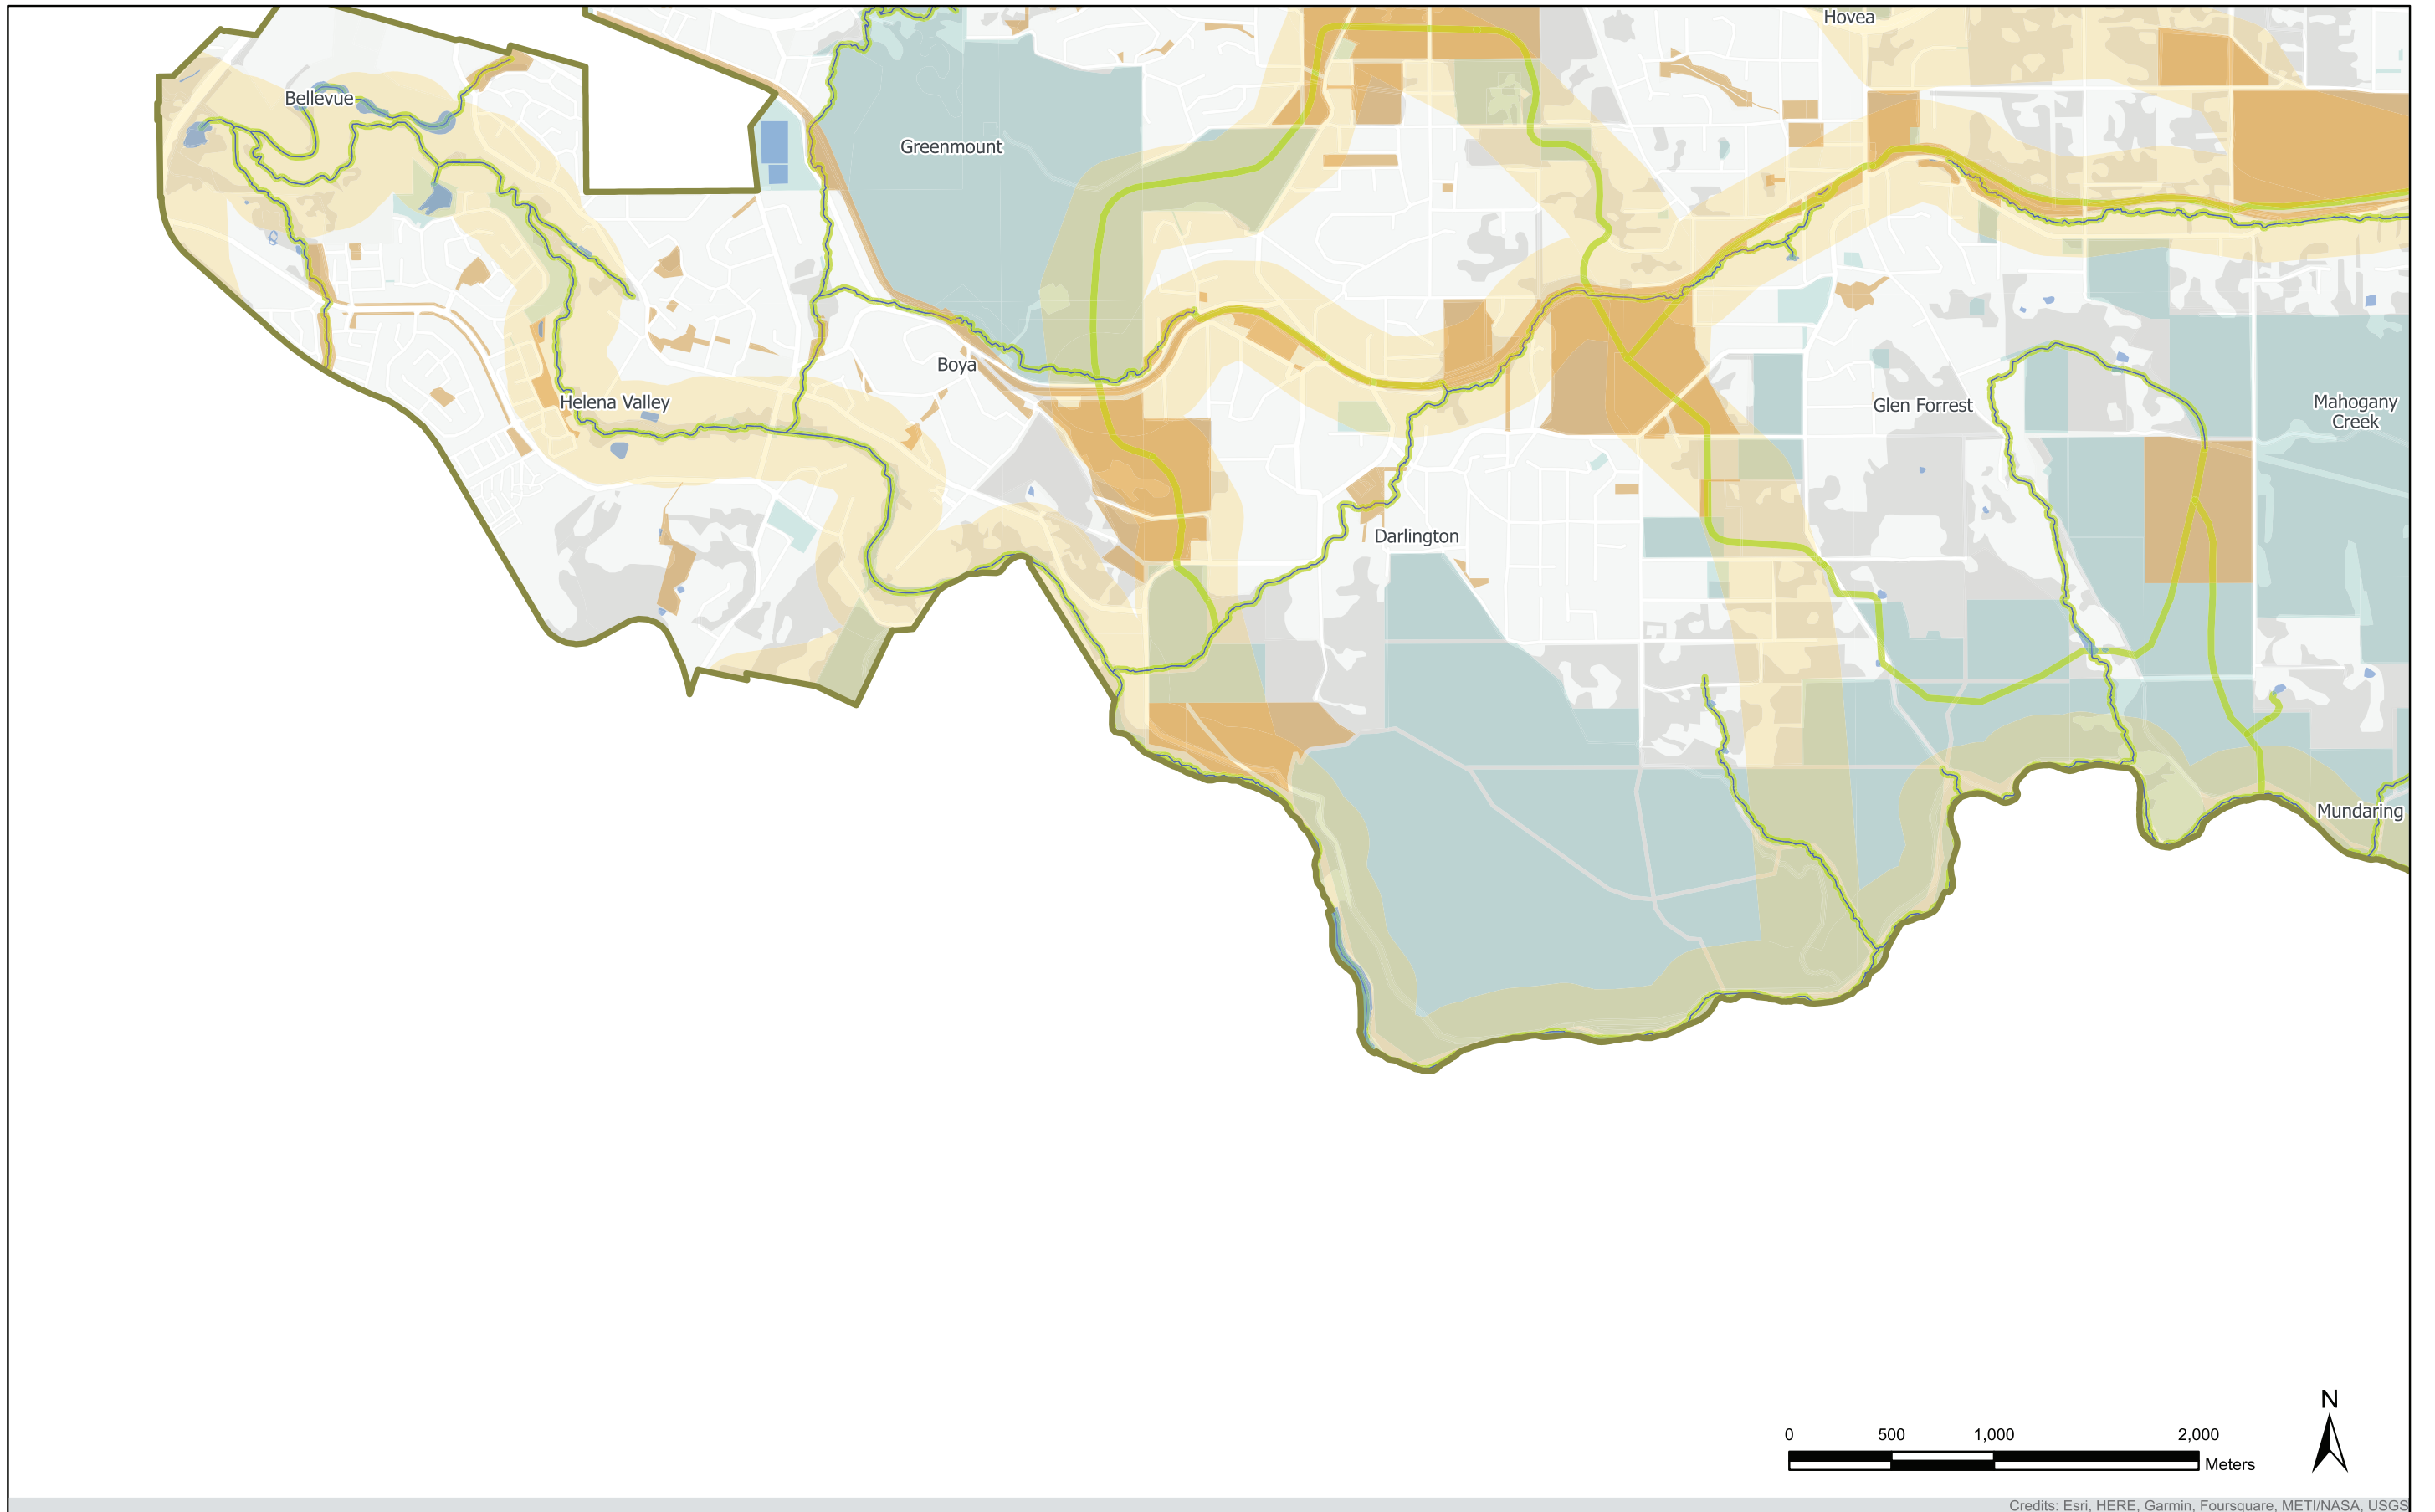 Hovea
Bellevue
Greenmount
Boya
Helena Valley
Glen Forrest
Mahogany
Creek
Darlington
Mundaring
N
0 500 1,000 2,000
Meters
Credits: Esri, HERE, Garmin, Foursquare, METI/NASA, USGS